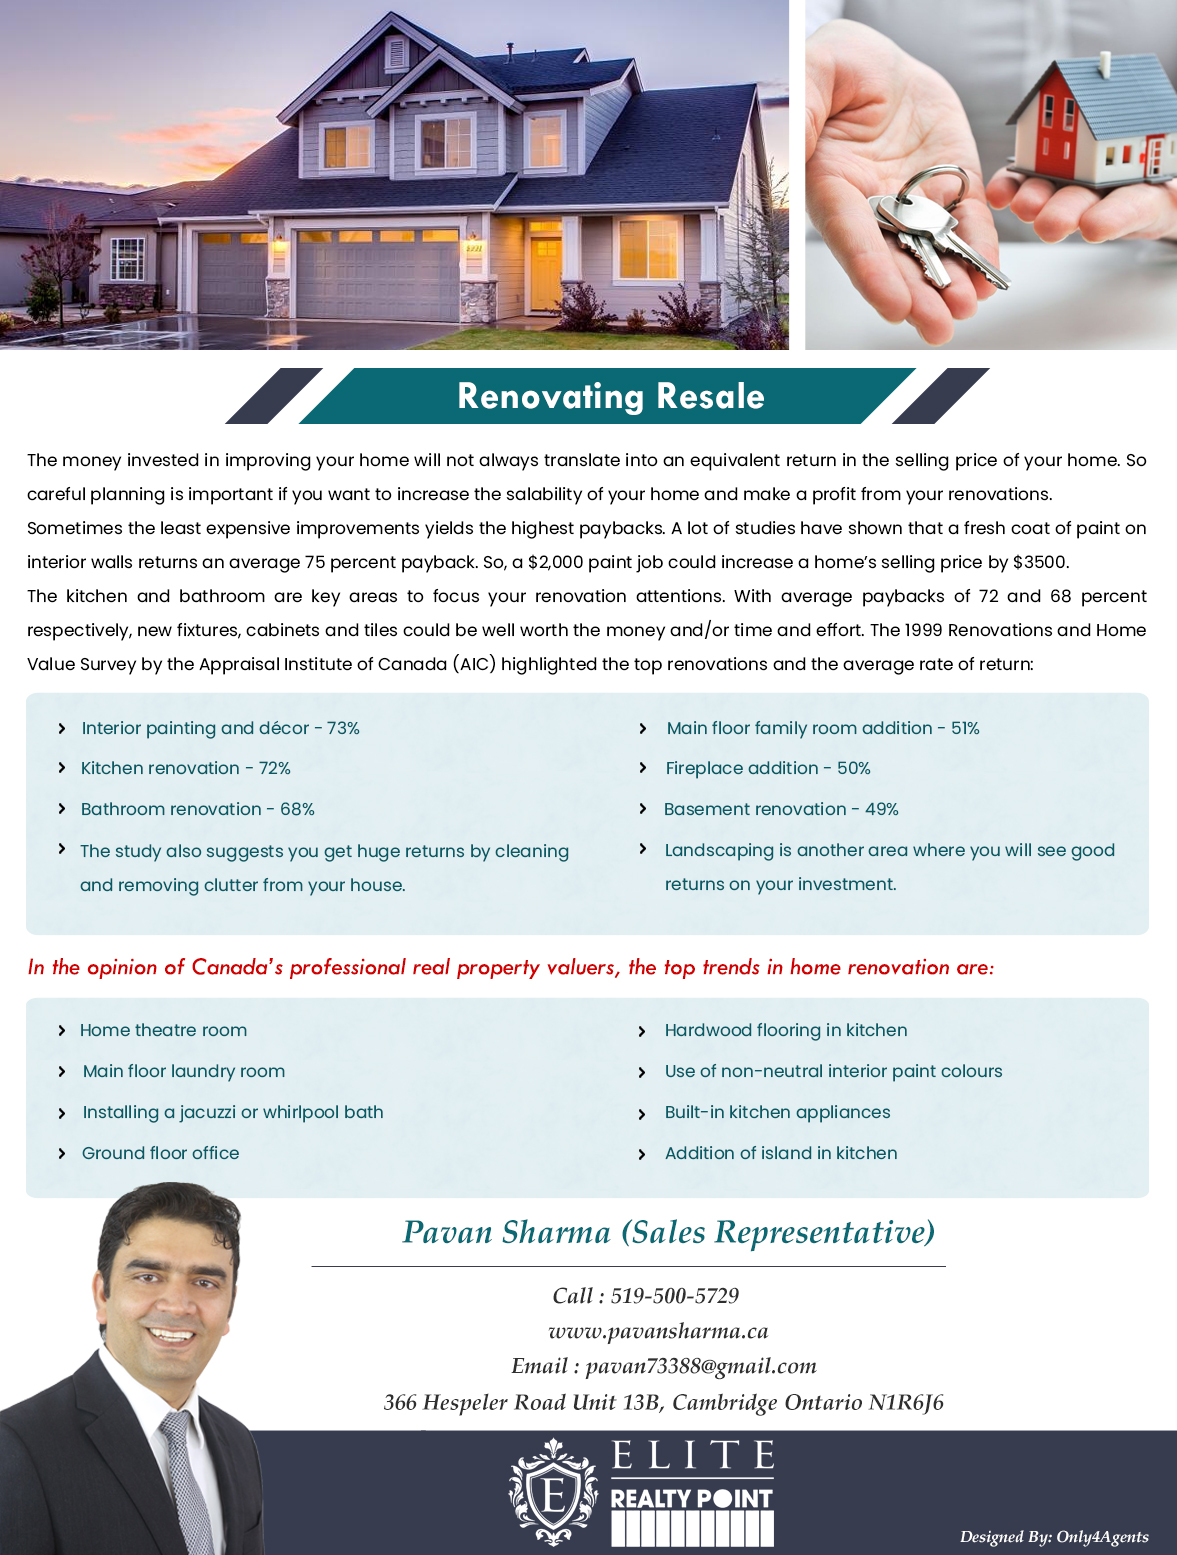 Renovating Resale
The money invested in improving your home will not always translate into an equivalent return in the selling price of your home. So
careful planning is important if you want to increase the salability of your home and make a profit from your renovations.
Sometimes the least expensive improvements yields the highest paybacks. A lot of studies have shown that a fresh coat of paint on
interior walls returns an average 75 percent payback. So, a $2,000 paint job could increase a home’s selling price by $3500.
The kitchen and bathroom are key areas to focus your renovation attentions. With average paybacks of 72 and 68 percent
respectively, new fixtures, cabinets and tiles could be well worth the money and/or time and effort. The 1999 Renovations and Home
Value Survey by the Appraisal Institute of Canada (AIC) highlighted the top renovations and the average rate of return:
Interior painting and décor - 73%
Kitchen renovation - 72%
Bathroom renovation - 68%
The study also suggests you get huge returns by cleaning
and removing clutter from your house.
Main floor family room addition - 51%
Fireplace addition - 50%
Basement renovation - 49%
Landscaping is another area where you will see good
returns on your investment.
In the opinion of Canada’s professional real property valuers, the top trends in home renovation are:
Home theatre room
Main floor laundry room
Installing a jacuzzi or whirlpool bath
Ground floor office
Hardwood flooring in kitchen
Use of non-neutral interior paint colours
Built-in kitchen appliances
Addition of island in kitchen
Pavan Sharma (Sales Representative)
Call : 519-500-5729
www.pavansharma.ca
Email : pavan73388@gmail.com
366 Hespeler Road Unit 13B, Cambridge Ontario N1R6J6
E
ELITE
REALTY POINT
Designed By: Only4Agents